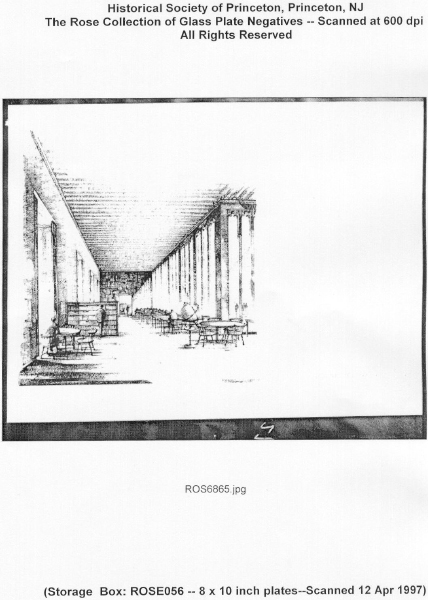 Historical Society of Princeton, Princeton, NJ
The Rose Collection of Glass Plate Negatives -- Scanned at 600 dpi
All Rights Reserved
ROS6865.jpg
(Storage Box: ROSE056 -- 8 x 10 inch plates--Scanned 12 Apr 1997)